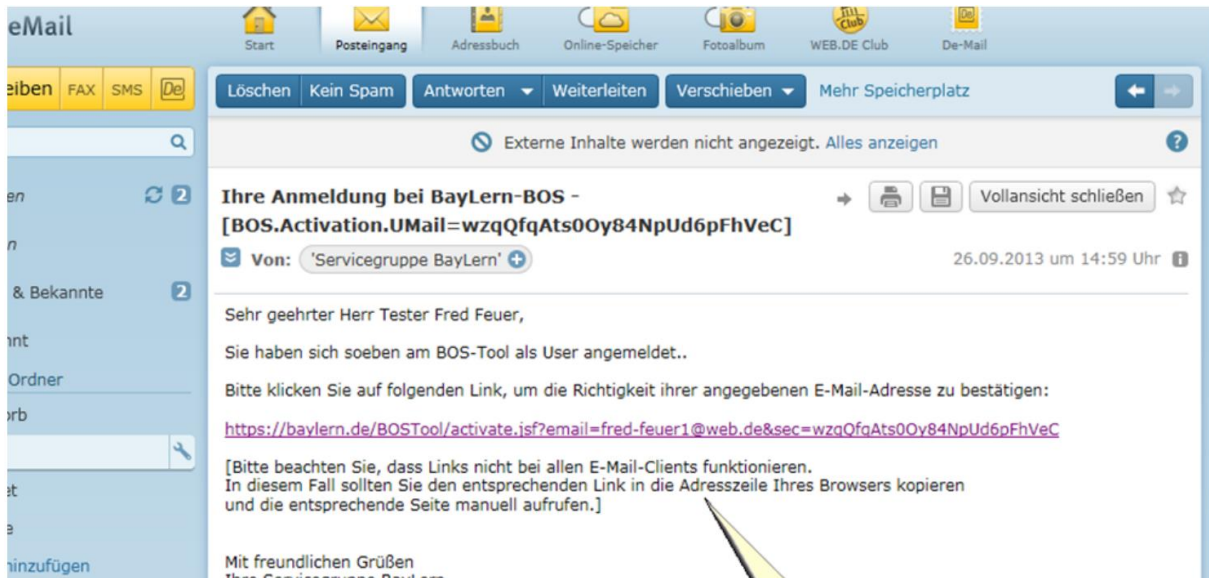 eMail
Start Posteingang Adressbuch Online-Speicher Fotoalbum WEB.DE Club De-Mail
eiben FAX SMS De
Löschen Kein Spam Antworten Weiterleiten Verschieben Mehr Speicherplatz
Externe Inhalte werden nicht angezeigt. Alles anzeigen
en 2
Ihre Anmeldung bei BayLern-BOS - Vollansicht schließen
[BOS.Activation.UMail=wzqQfqAts0Oy84NpUd6pFhVeC]
n
Von: 'Servicegruppe BayLern' 26.09.2013 um 14:59 Uhr
& Bekannte 2
Sehr geehrter Herr Tester Fred Feuer,
nnt
Sie haben sich soeben am BOS-Tool als User angemeldet..
Ordner
Bitte klicken Sie auf folgenden Link, um die Richtigkeit ihrer angegebenen E-Mail-Adresse zu bestätigen:
orb
https://baylern.de/BOSTool/activate.jsf?email=fred-feuer1@web.de&sec=wzqQfqAts0Oy84NpUd6pFhVeC
[Bitte beachten Sie, dass Links nicht bei allen E-Mail-Clients funktionieren.
In diesem Fall sollten Sie den entsprechenden Link in die Adresszeile Ihres Browsers kopieren
et
und die entsprechende Seite manuell aufrufen.]
e
hinzufügen
Mit freundlichen Grüßen
Ihre Servicegruppe BayLern